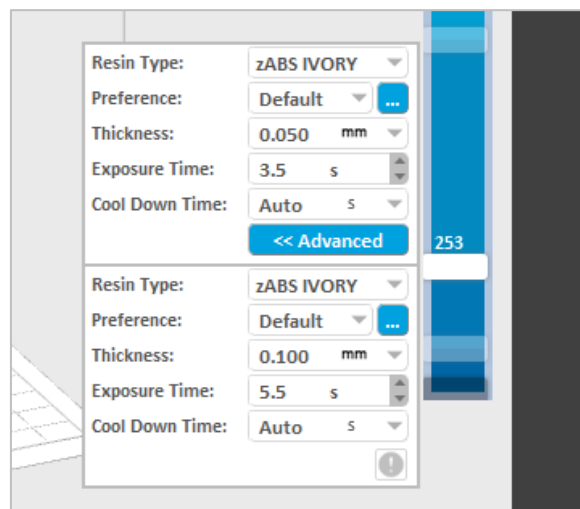 Resin Type: zABS IVORY
Preference: Default ...
Thickness: 0.050 mm
Exposure Time: 3.5 s
Cool Down Time: Auto s
<< Advanced
253
Resin Type: zABS IVORY
Preference: Default ...
Thickness: 0.100 mm
Exposure Time: 5.5 s
Cool Down Time: Auto s
!